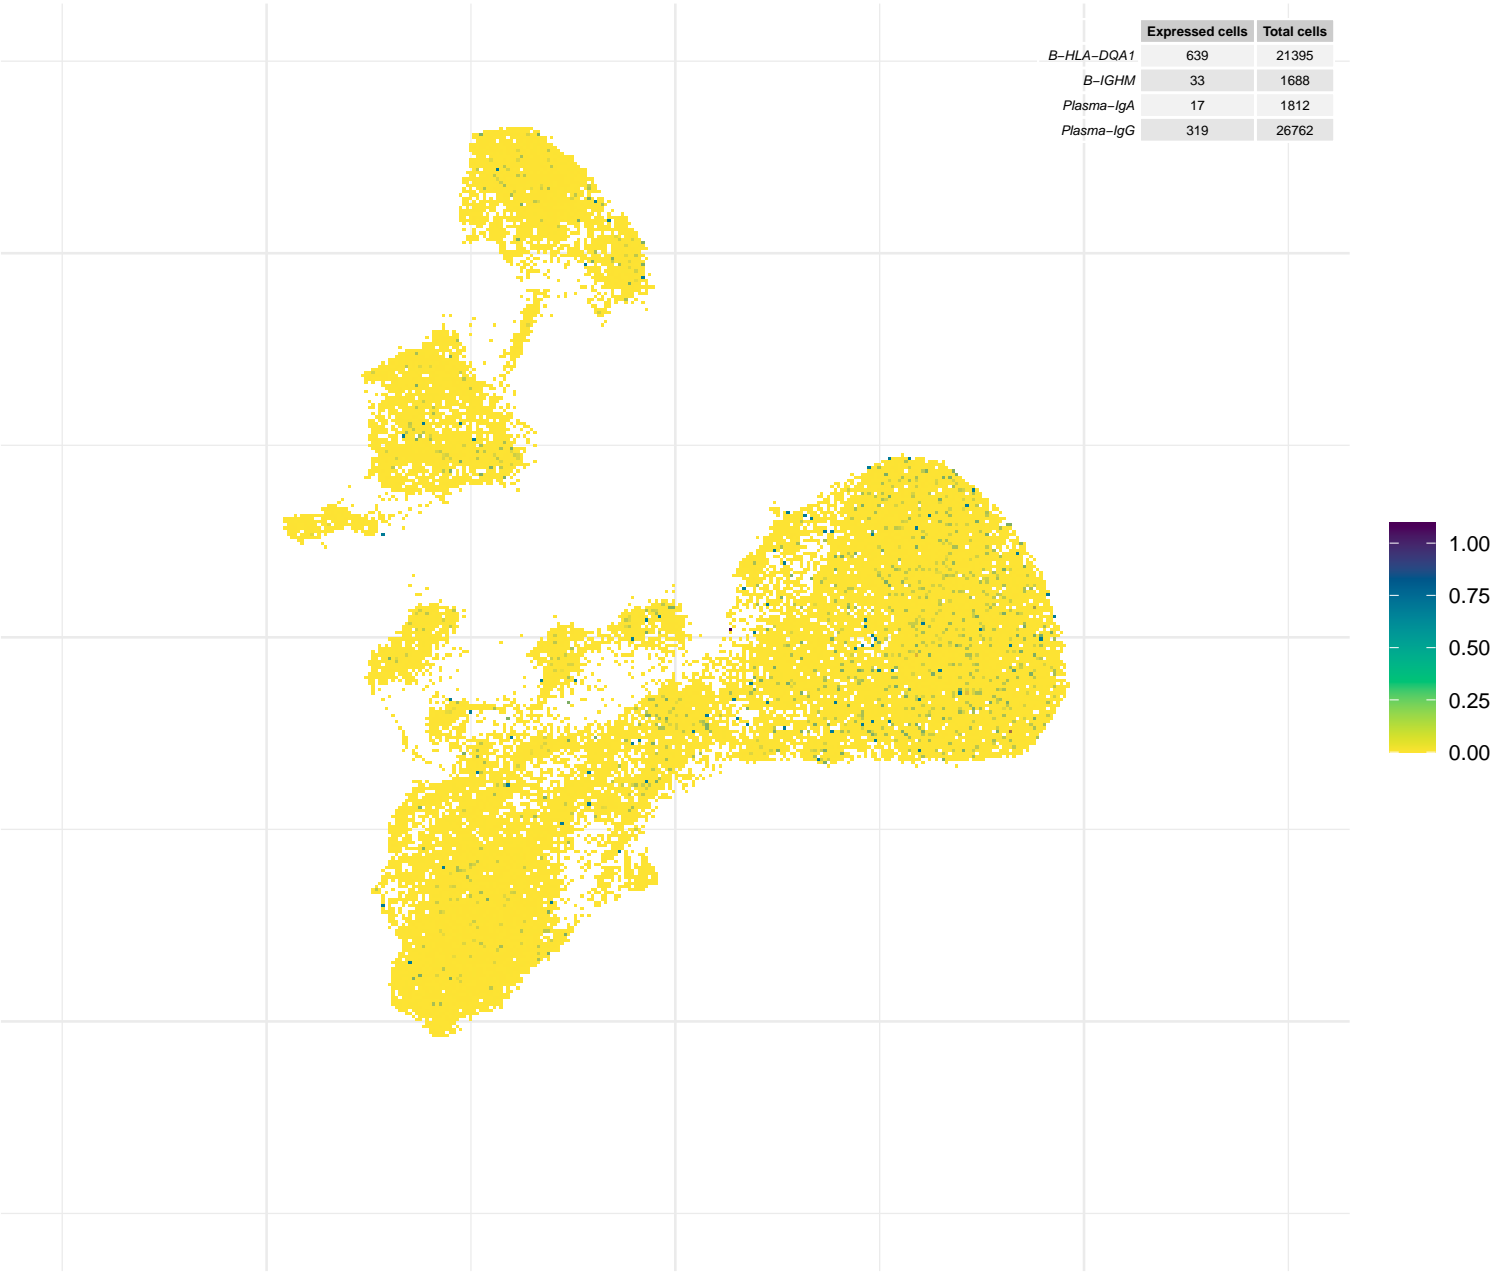 Expressed cells Total cells
B−HLA−DQA1 639 21395
B−IGHM 33 1688
Plasma−IgA 17 1812
Plasma−IgG 319 26762
1.00
0.75
0.50
0.25
0.00